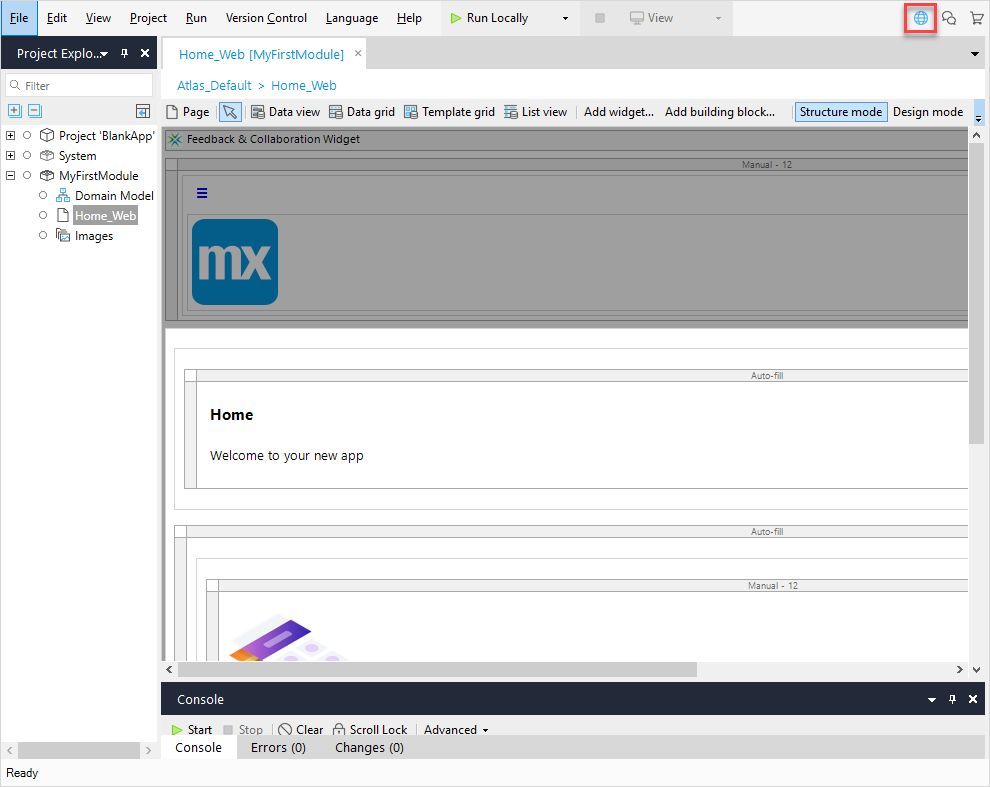 File Edit View Project Run Version Control Language Help Run Locally View
Project Explo... Home_Web [MyFirstModule]
Filter
Atlas_Default > Home_Web
Page Data view Data grid Template grid List view Add widget... Add building block... Structure mode Design mode
Project 'BlankApp'
System
MyFirstModule
Domain Model
Home_Web
Images
Feedback & Collaboration Widget
Manual - 12
mx
Auto-fill
Home
Welcome to your new app
Auto-fill
Manual - 12
Console
Start Stop Clear Scroll Lock Advanced
Console Errors (0) Changes (0)
Ready